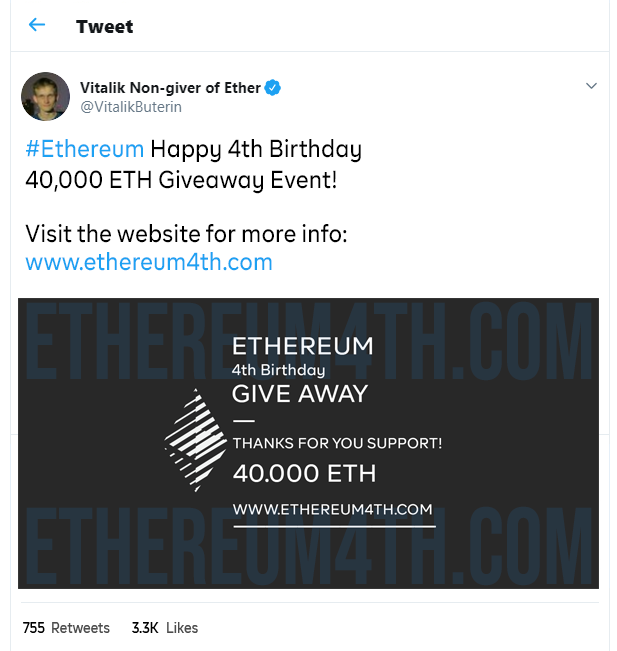 Tweet
Vitalik Non-giver of Ether
@VitalikButerin
#Ethereum Happy 4th Birthday
40,000 ETH Giveaway Event!
Visit the website for more info:
www.ethereum4th.com
ETHEREUM4TH.COM
ETHEREUM
4th Birthday
GIVE AWAY
THANKS FOR YOU SUPPORT!
40.000 ETH
WWW.ETHEREUM4TH.COM
ETHEREUM4TH.COM
755 Retweets 3.3K Likes